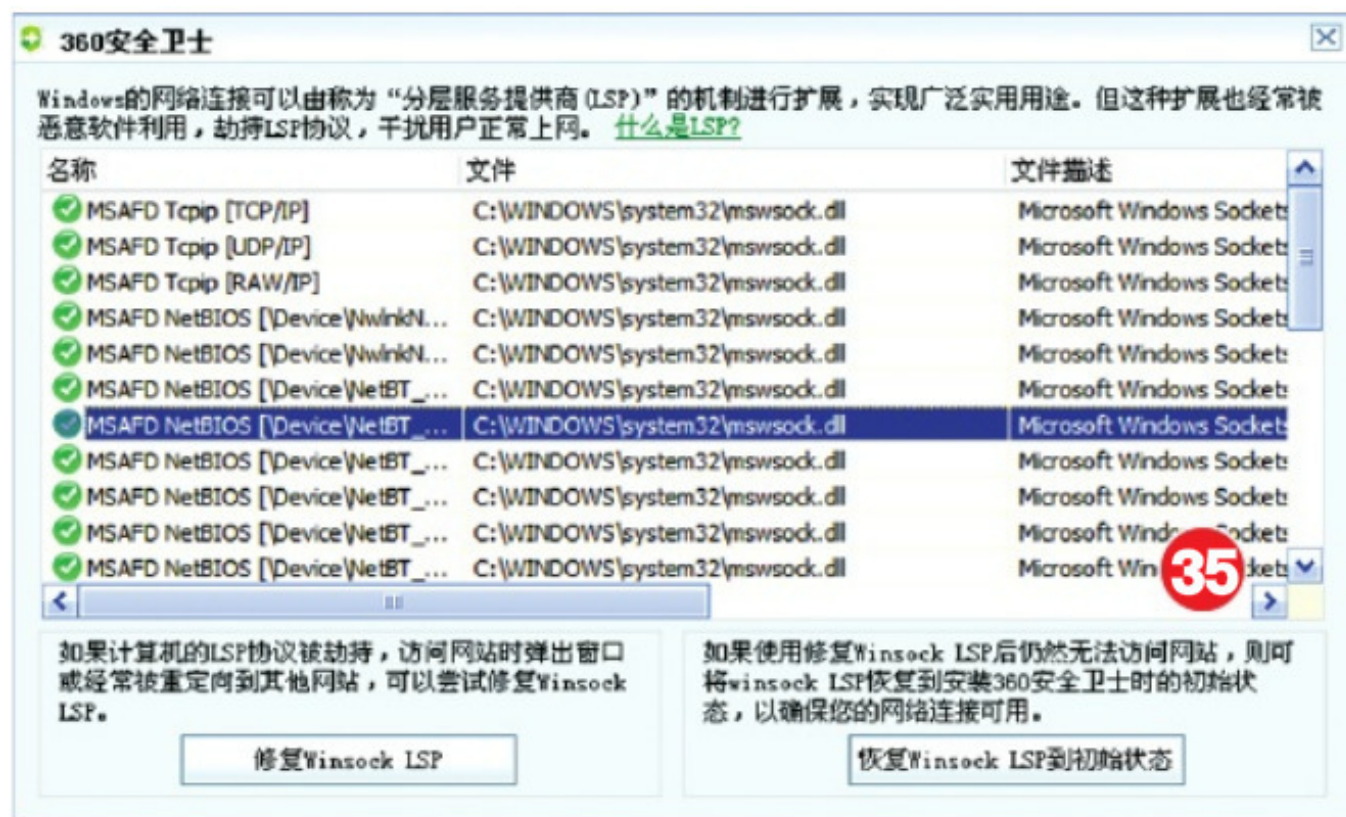 360安全卫士
Windows的网络连接可以由称为“分层服务提供商(LSP)”的机制进行扩展，实现广泛实用用途。但这种扩展也经常被
恶意软件利用，劫持LSP协议，干扰用户正常上网。 什么是LSP?
名称 文件 文件描述
MSAFD Tcpip [TCP/IP] C:\WINDOWS\system32\mswsock.dll Microsoft Windows Sockets
MSAFD Tcpip [UDP/IP] C:\WINDOWS\system32\mswsock.dll Microsoft Windows Sockets
MSAFD Tcpip [RAW/IP] C:\WINDOWS\system32\mswsock.dll Microsoft Windows Sockets
MSAFD NetBIOS [\Device\NwlnkN... C:\WINDOWS\system32\mswsock.dll Microsoft Windows Sockets
MSAFD NetBIOS [\Device\NwlnkN... C:\WINDOWS\system32\mswsock.dll Microsoft Windows Sockets
MSAFD NetBIOS [\Device\NetBT_... C:\WINDOWS\system32\mswsock.dll Microsoft Windows Sockets
MSAFD NetBIOS [\Device\NetBT_... C:\WINDOWS\system32\mswsock.dll Microsoft Windows Sockets
MSAFD NetBIOS [\Device\NetBT_... C:\WINDOWS\system32\mswsock.dll Microsoft Windows Sockets
MSAFD NetBIOS [\Device\NetBT_... C:\WINDOWS\system32\mswsock.dll Microsoft Windows Sockets
MSAFD NetBIOS [\Device\NetBT_... C:\WINDOWS\system32\mswsock.dll Microsoft Windows Sockets
MSAFD NetBIOS [\Device\NetBT_... C:\WINDOWS\system32\mswsock.dll Microsoft Win
35
如果计算机的LSP协议被劫持，访问网站时弹出窗口
或经常被重定向到其他网站，可以尝试修复Winsock
LSP。
修复Winsock LSP
如果使用修复Winsock LSP后仍然无法访问网站，则可
将winsock LSP恢复到安装360安全卫士时的初始状
态，以确保您的网络连接可用。
恢复Winsock LSP到初始状态